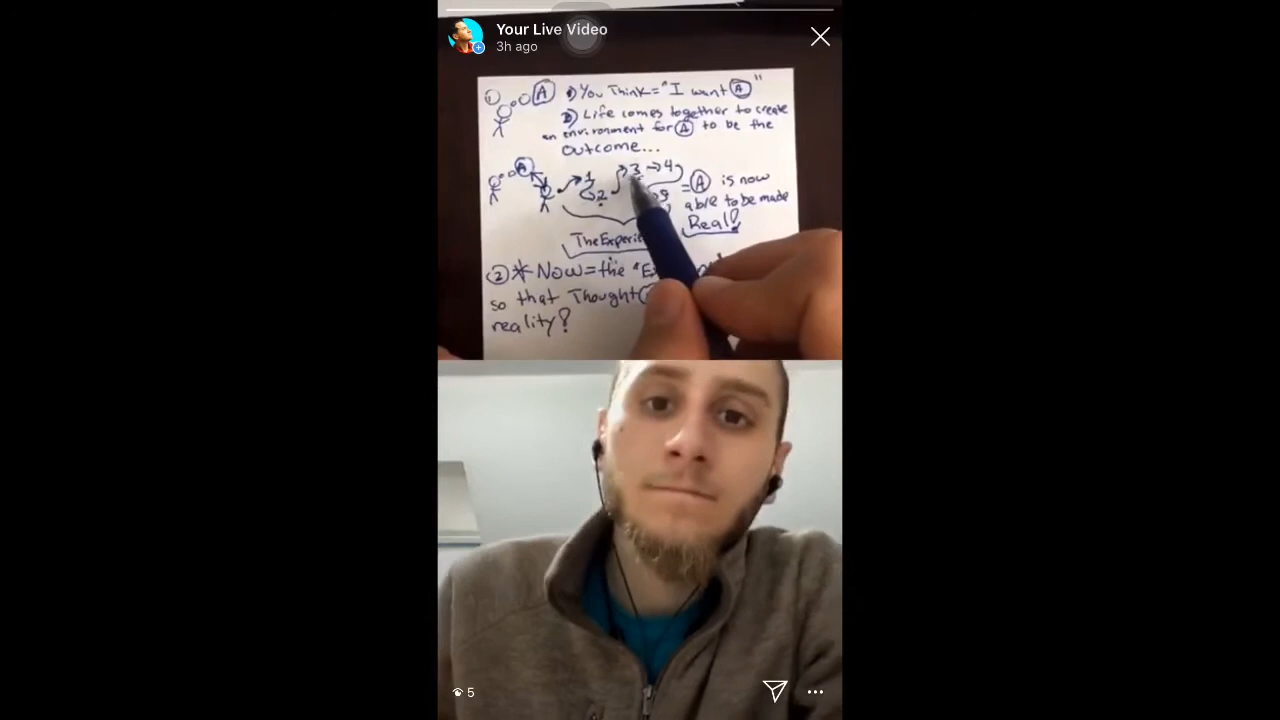 Your Live Video
3h ago
A 1) You Think = "I want A"
2) Life comes together to create
an environment for A to be the
outcome...
A 1 2 3 → 4 5 = A is now
able to be made
Real!
The Experi
2 * Now = the "Ex
so that Thought
reality?
5